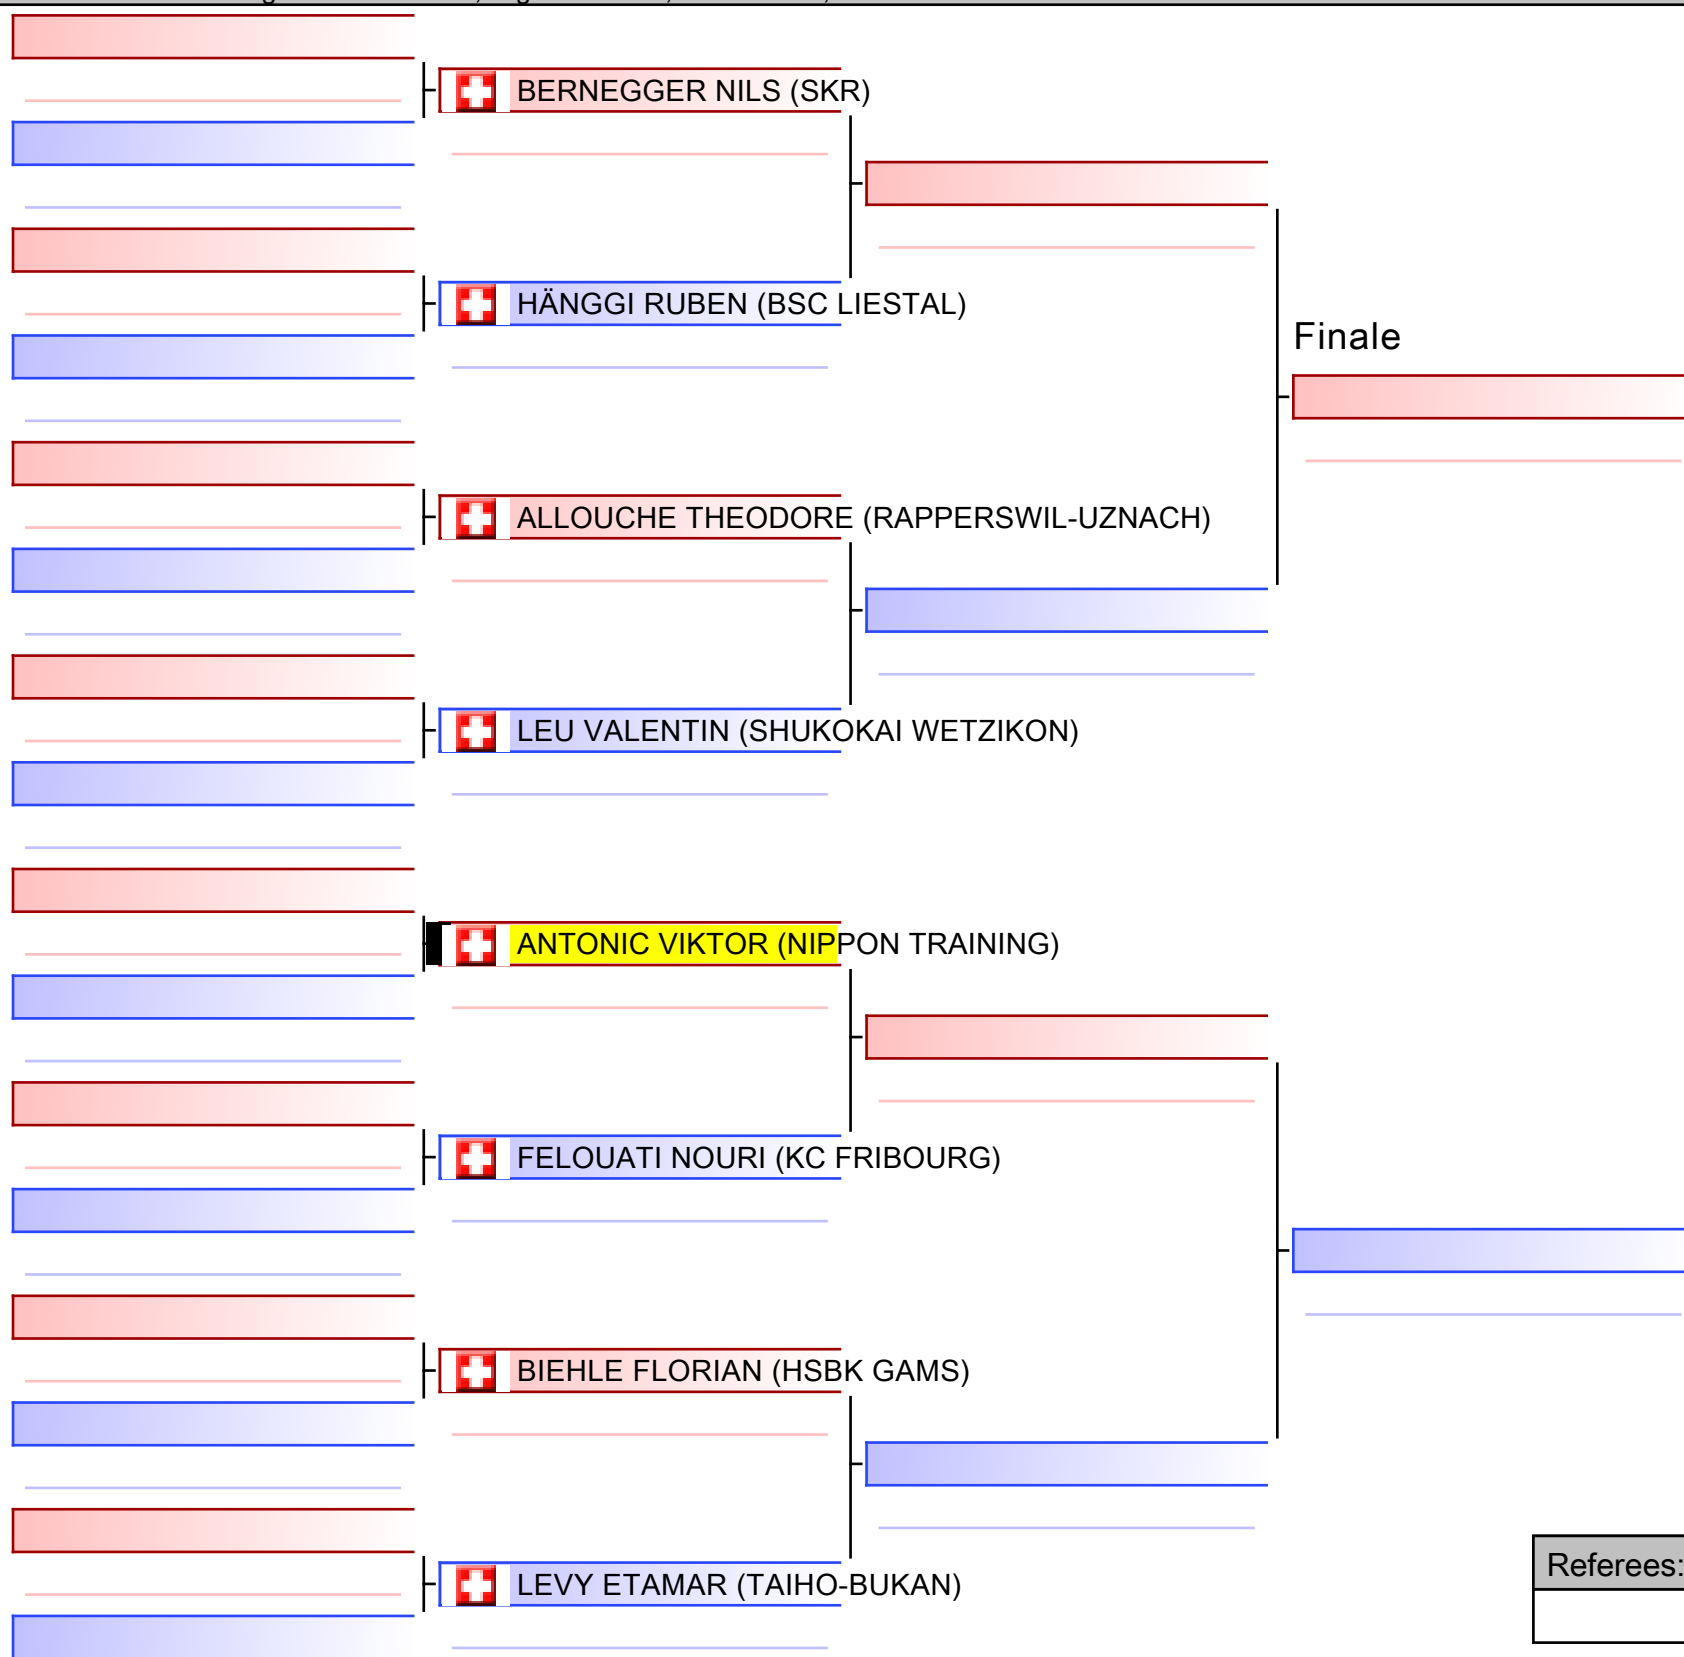 BERNEGGER NILS (SKR)
HÄNGGI RUBEN (BSC LIESTAL)
Finale
ALLOUCHE THEODORE (RAPPERSWIL-UZNACH)
LEU VALENTIN (SHUKOKAI WETZIKON)
ANTONIC VIKTOR (NIPPON TRAINING)
FELOUATI NOURI (KC FRIBOURG)
BIEHLE FLORIAN (HSBK GAMS)
LEVY ETAMAR (TAIHO-BUKAN)
Referees: